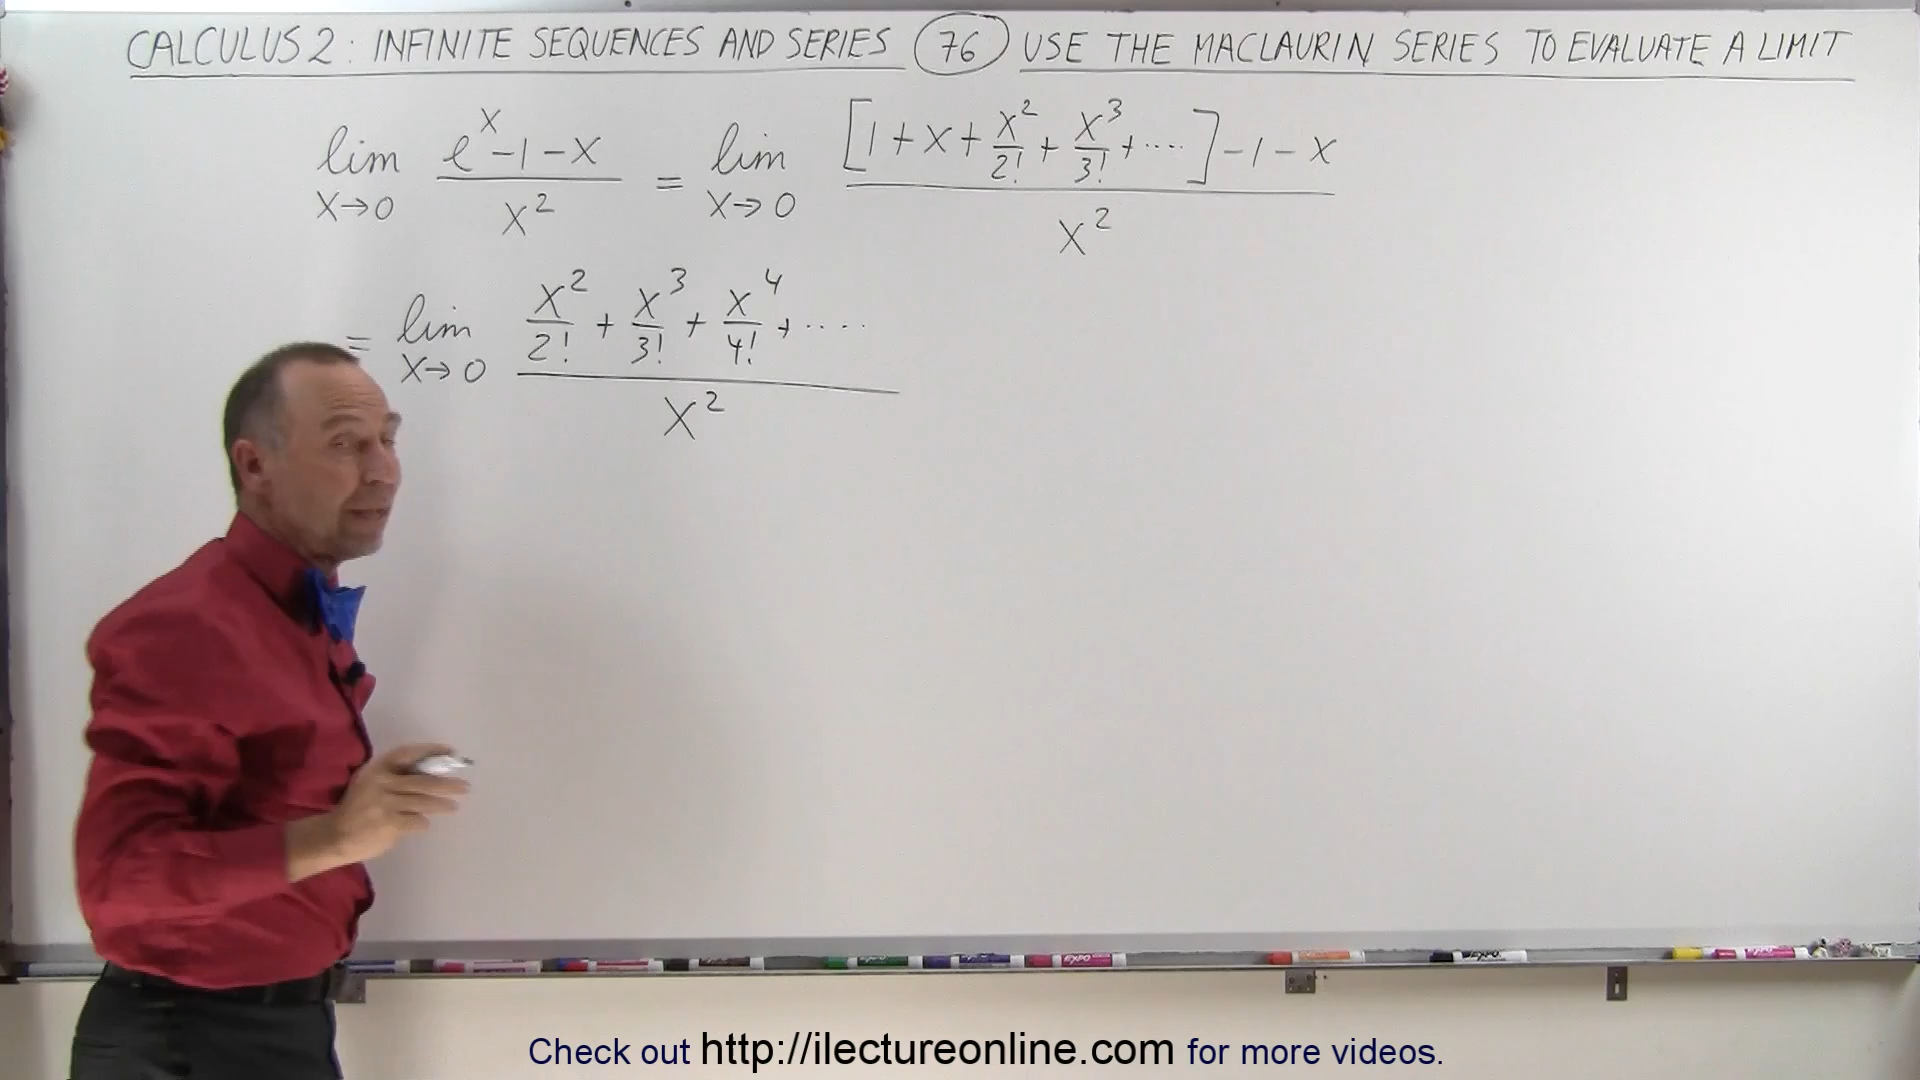 CALCULUS 2 : INFINITE SEQUENCES AND SERIES (76) USE THE MACLAURIN SERIES TO EVALUATE A LIMIT
lim x→0 (e^x -1-x)/x^2 = lim x→0 ([1+x+x^2/2!+x^3/3!+....]-1-x)/x^2
= lim x→0 (x^2/2!+x^3/3!+x^4/4!+....)/x^2
Check out http://ilectureonline.com for more videos.